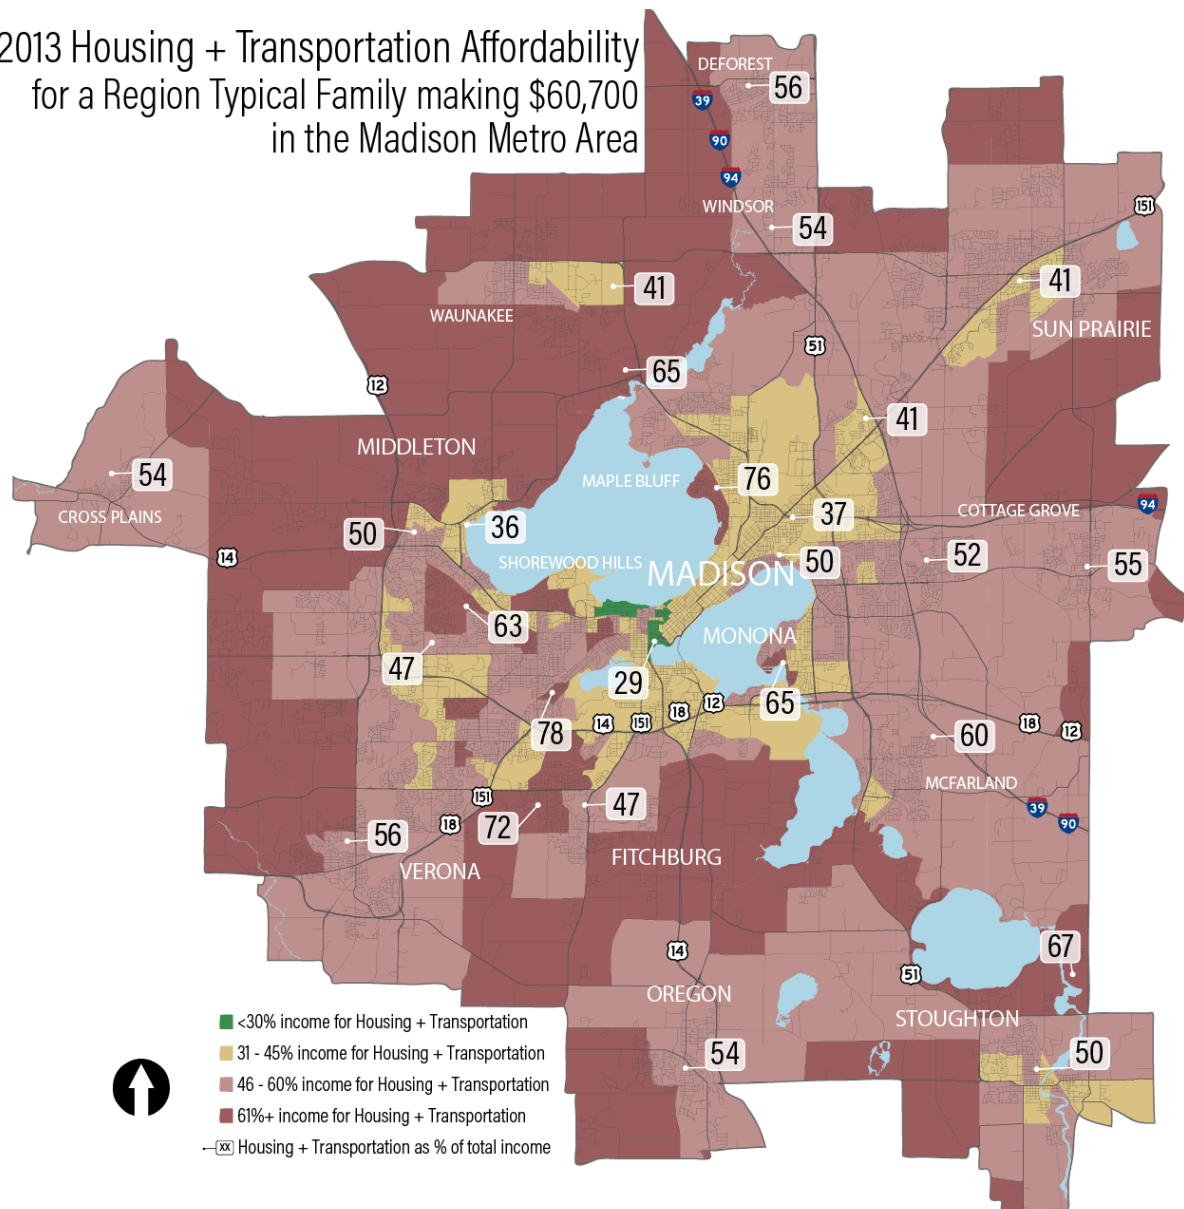 2013 Housing + Transportation Affordability
for a Region Typical Family making $60,700
in the Madison Metro Area
DEFOREST
56
39
90
94
WINDSOR
54
151
41
WAUNAKEE
41
SUN PRAIRIE
51
65
12
41
MIDDLETON
54
CROSS PLAINS
MAPLE BLUFF
76
37
COTTAGE GROVE
94
50
36
14
SHOREWOOD HILLS
MADISON
50
52
55
63
MONONA
47
29
65
12
18
151
14
78
18
12
60
MCFARLAND
39
90
151
18
72
47
56
VERONA
FITCHBURG
14
67
51
OREGON
STOUGHTON
54
50
<30% income for Housing + Transportation
31 - 45% income for Housing + Transportation
46 - 60% income for Housing + Transportation
61%+ income for Housing + Transportation
xx Housing + Transportation as % of total income